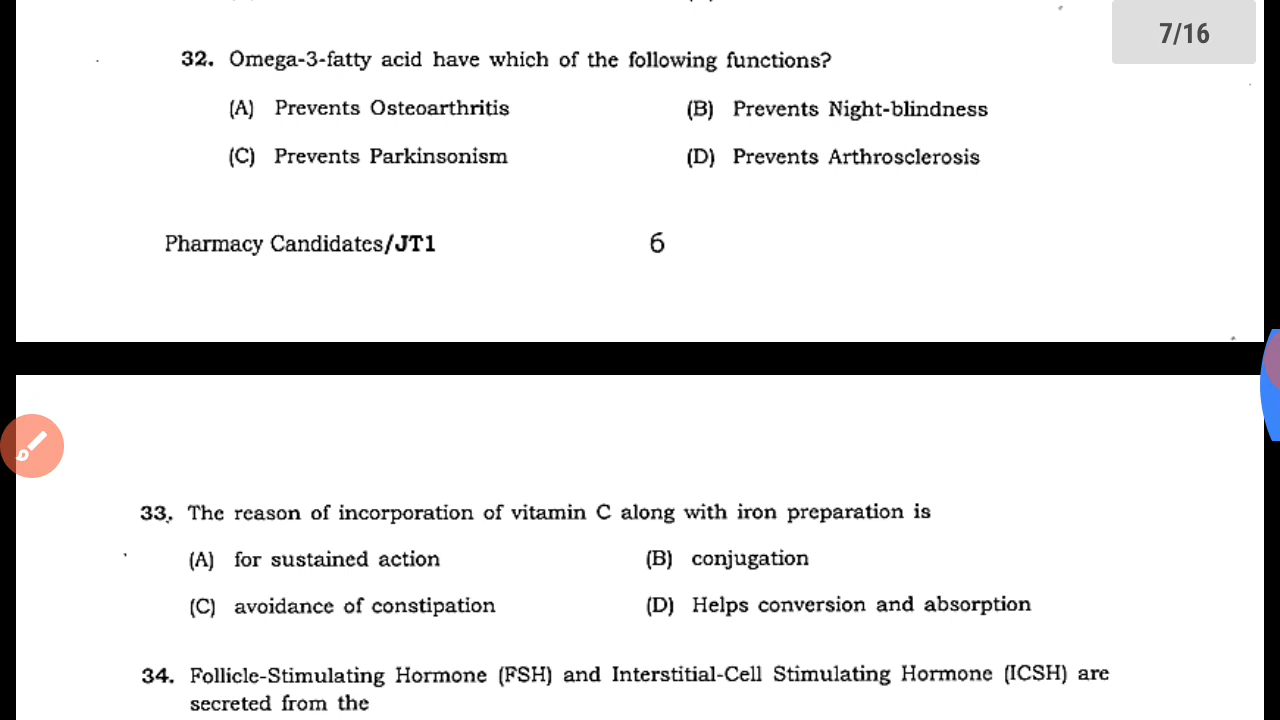 7/16
32. Omega-3-fatty acid have which of the following functions?
(A) Prevents Osteoarthritis (B) Prevents Night-blindness
(C) Prevents Parkinsonism (D) Prevents Arthrosclerosis
Pharmacy Candidates/JT1 6
33. The reason of incorporation of vitamin C along with iron preparation is
(A) for sustained action (B) conjugation
(C) avoidance of constipation (D) Helps conversion and absorption
34. Follicle-Stimulating Hormone (FSH) and Interstitial-Cell Stimulating Hormone (ICSH) are
secreted from the